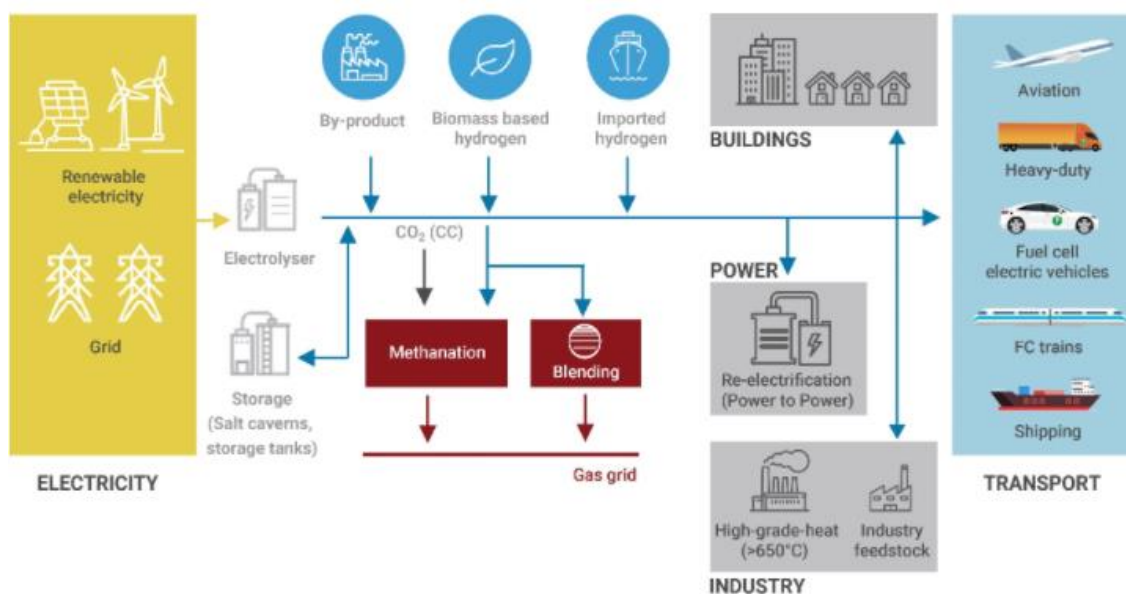 Renewable
electricity
Grid
ELECTRICITY
Electrolyser
Storage
(Salt caverns,
storage tanks)
By-product
Biomass based
hydrogen
Imported
hydrogen
CO₂ (CC)
Methanation
Blending
Gas grid
BUILDINGS
POWER
Re-electrification
(Power to Power)
High-grade-heat
(>650°C)
Industry
feedstock
INDUSTRY
Aviation
Heavy-duty
Fuel cell
electric vehicles
FC trains
Shipping
TRANSPORT